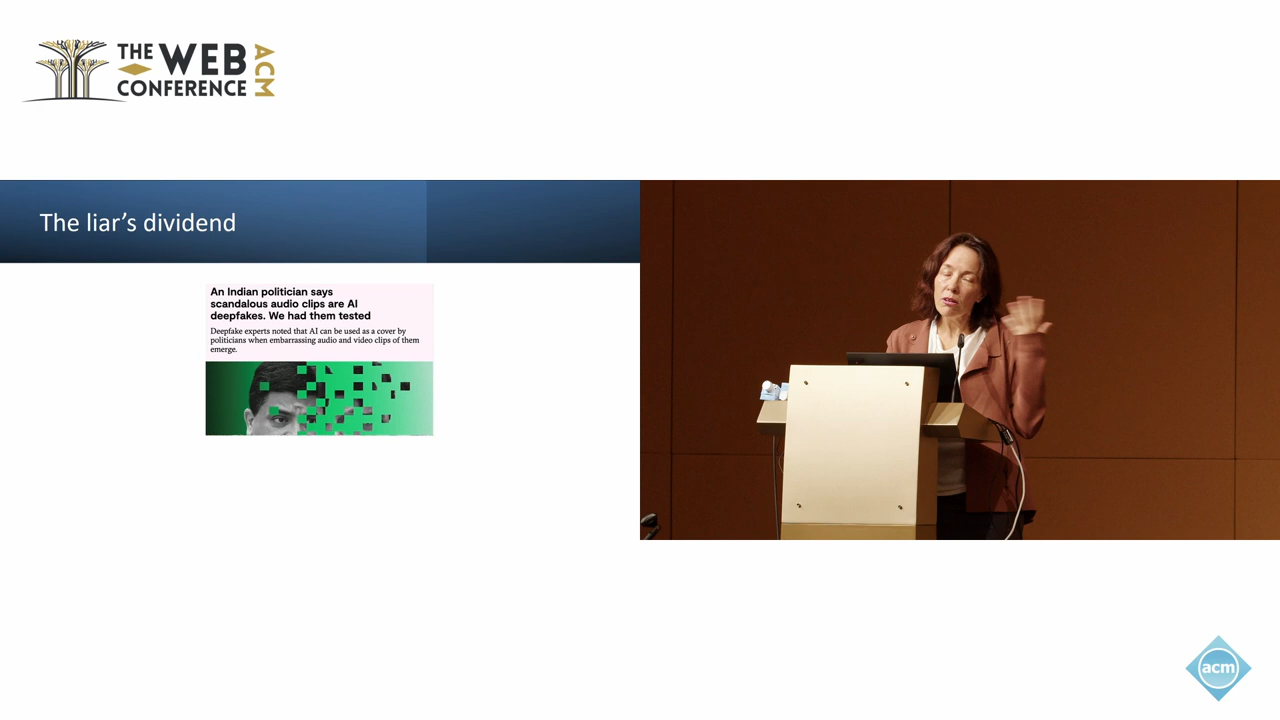 THE WEB
CONFERENCE
ACM
The liar's dividend
An Indian politician says
scandalous audio clips are AI
deepfakes. We had them tested
Deepfake experts noted that AI can be used as a cover by
politicians when embarrassing audio and video clips of them
emerge.
acm